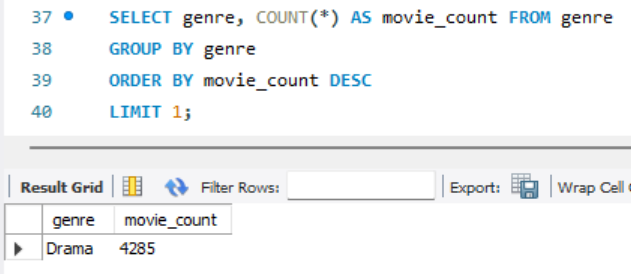 37 SELECT genre, COUNT(*) AS movie_count FROM genre
38 GROUP BY genre
39 ORDER BY movie_count DESC
40 LIMIT 1;
Result Grid Filter Rows: Export: Wrap Cell
genre movie_count
Drama 4285